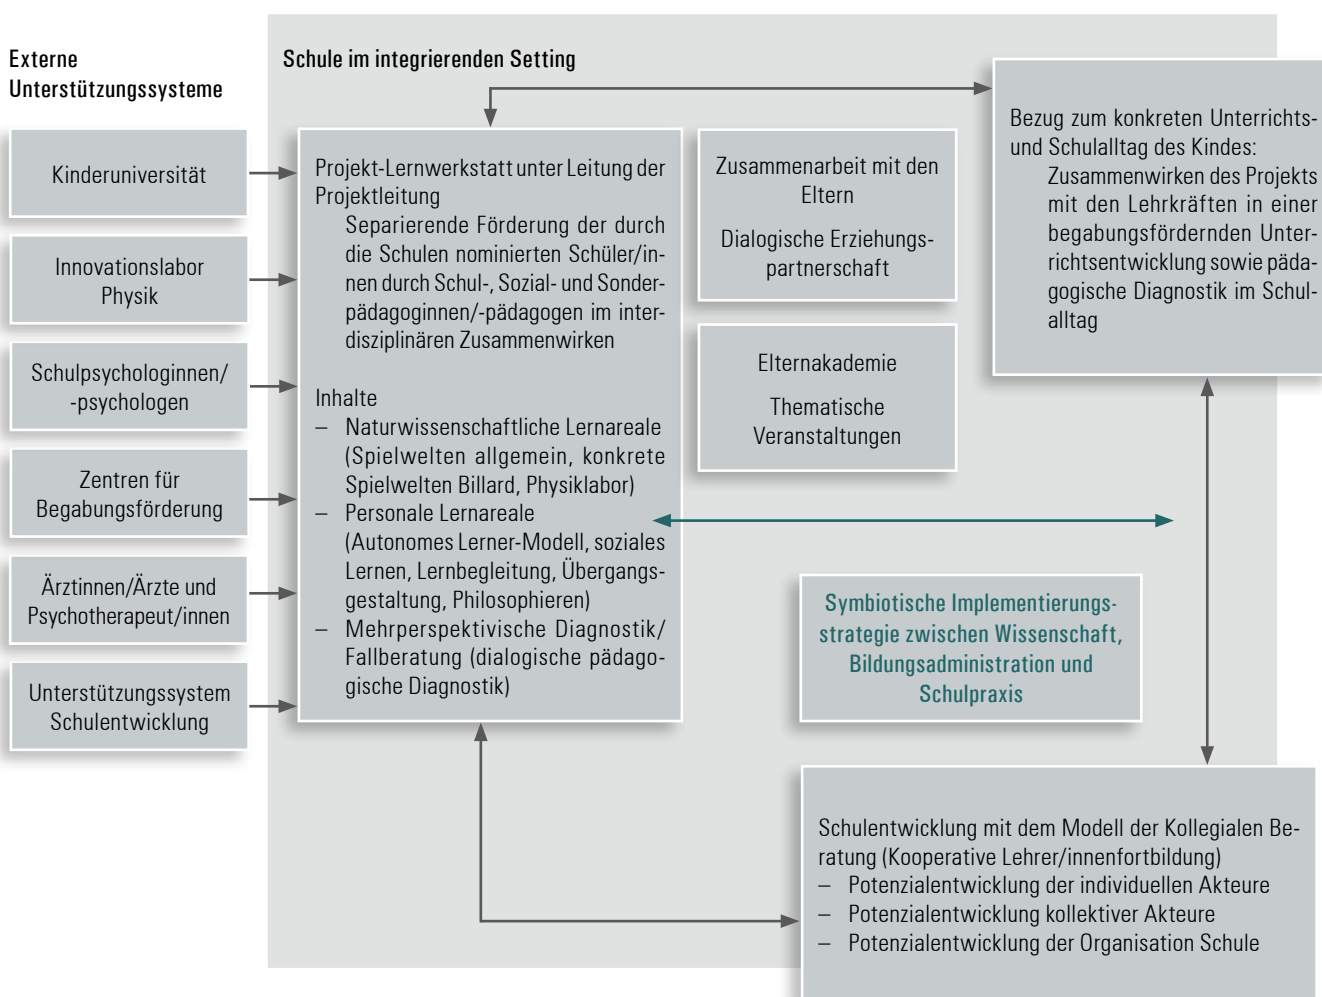 Externe
Unterstützungssysteme
Kinderuniversität
Innovationslabor
Physik
Schulpsychologinnen/
-psychologen
Zentren für
Begabungsförderung
Ärztinnen/Ärzte und
Psychotherapeut/innen
Unterstützungssystem
Schulentwicklung
Schule im integrierenden Setting
Projekt-Lernwerkstatt unter Leitung der
Projektleitung
Separierende Förderung der durch
die Schulen nominierten Schüler/in-
nen durch Schul-, Sozial- und Sonder-
pädagoginnen/-pädagogen im inter-
disziplinären Zusammenwirken
Inhalte
– Naturwissenschaftliche Lernareale
(Spielwelten allgemein, konkrete
Spielwelten Billard, Physiklabor)
– Personale Lernareale
(Autonomes Lerner-Modell, soziales
Lernen, Lernbegleitung, Übergangs-
gestaltung, Philosophieren)
– Mehrperspektivische Diagnostik/
Fallberatung (dialogische pädago-
gische Diagnostik)
Zusammenarbeit mit den
Eltern
Dialogische Erziehungs-
partnerschaft
Elternakademie
Thematische
Veranstaltungen
Bezug zum konkreten Unterrichts-
und Schulalltag des Kindes:
Zusammenwirken des Projekts
mit den Lehrkräften in einer
begabungsfördernden Unter-
richtsentwicklung sowie päda-
gogische Diagnostik im Schul-
alltag
Symbiotische Implementierungs-
strategie zwischen Wissenschaft,
Bildungsadministration und
Schulpraxis
Schulentwicklung mit dem Modell der Kollegialen Be-
ratung (Kooperative Lehrer/innenfortbildung)
– Potenzialentwicklung der individuellen Akteure
– Potenzialentwicklung kollektiver Akteure
– Potenzialentwicklung der Organisation Schule